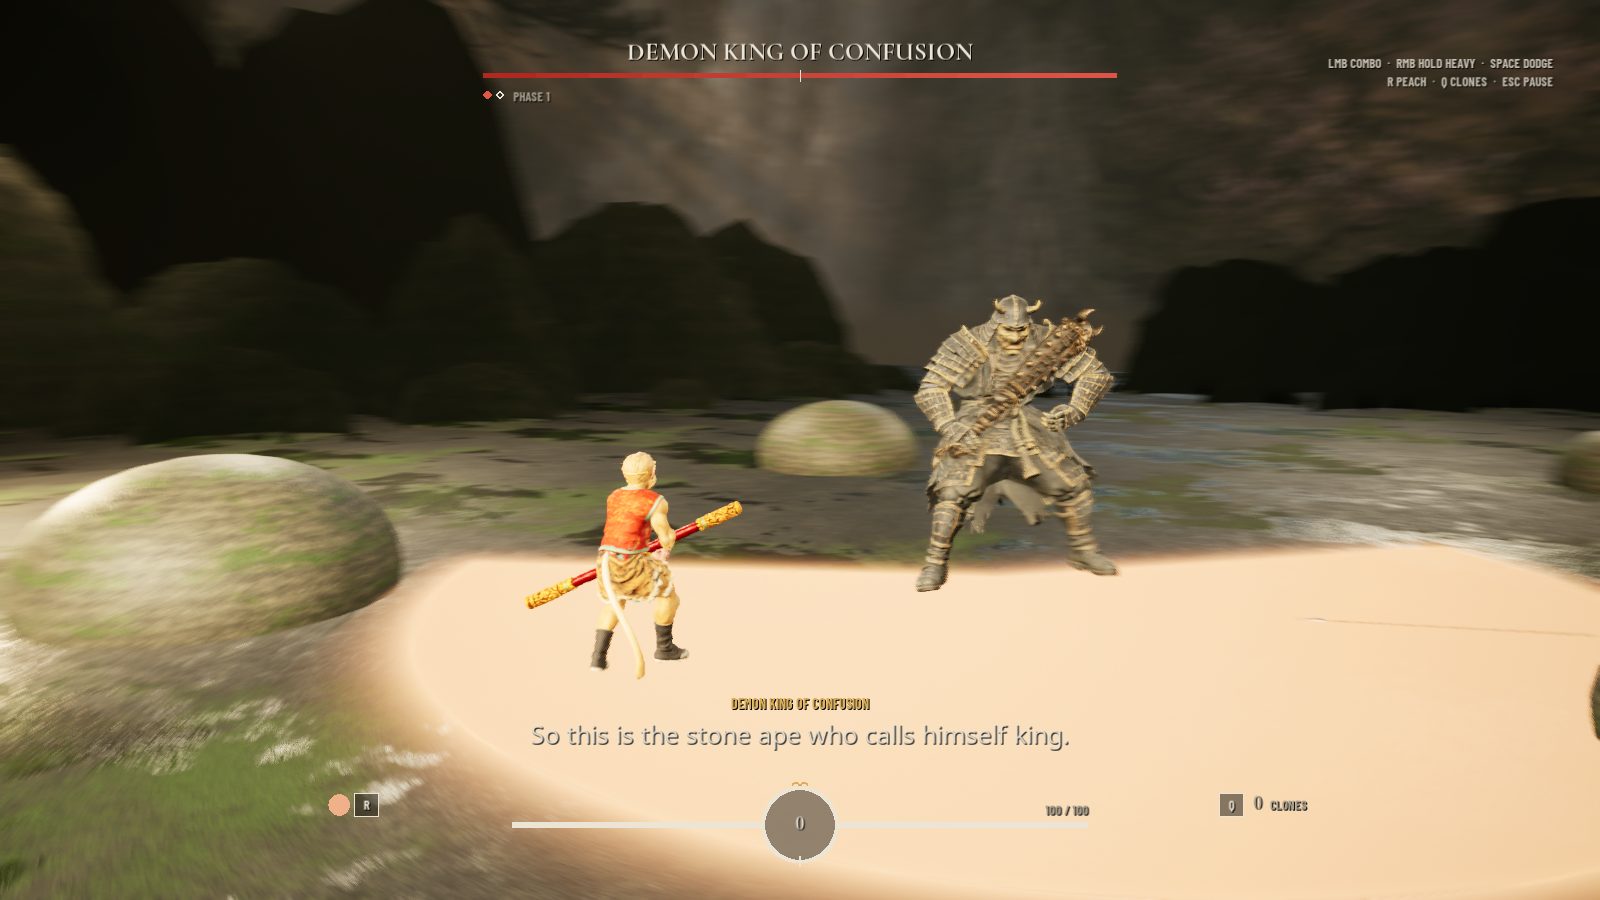 DEMON KING OF CONFUSION
LMB COMBO · RMB HOLD HEAVY · SPACE DODGE
R PEACH · Q CLONES · ESC PAUSE
PHASE 1
DEMON KING OF CONFUSION
So this is the stone ape who calls himself king.
R
0
100 / 100
Q 0 CLONES